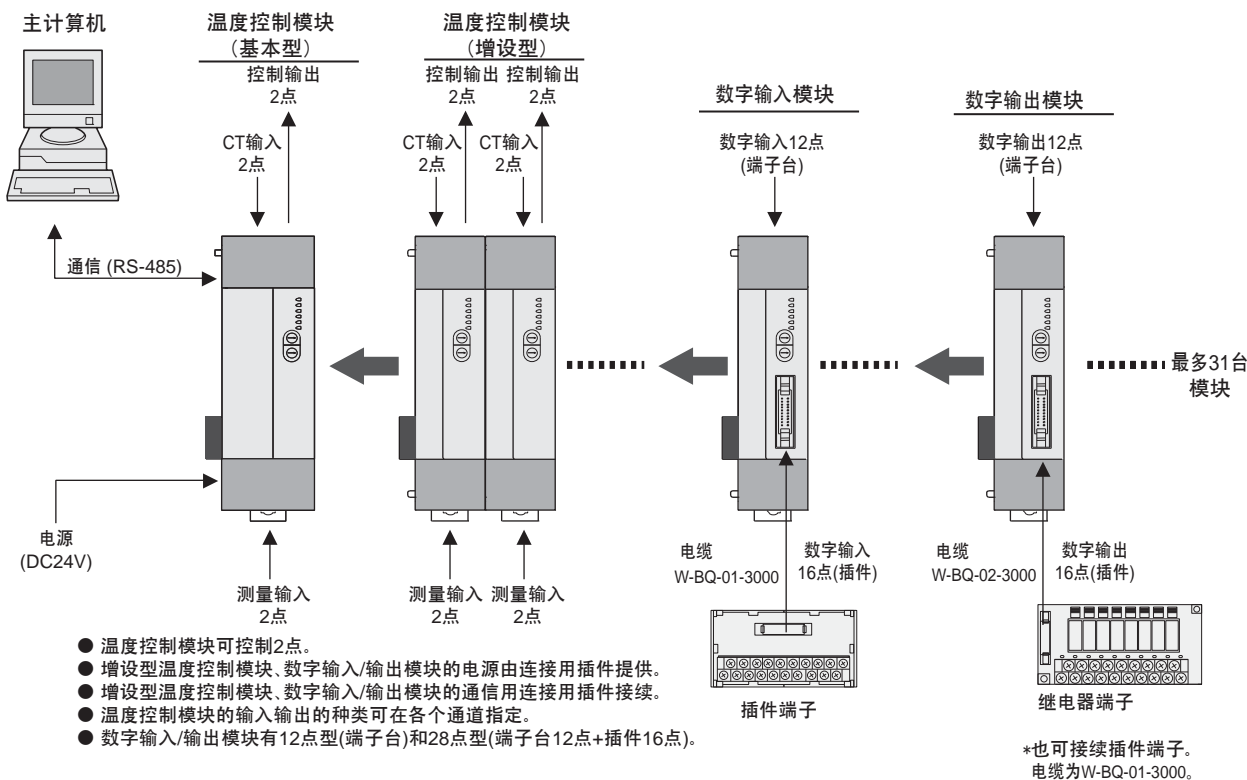 主计算机
温度控制模块
（基本型）
控制输出
2点
CT输入
2点
温度控制模块
（增设型）
控制输出 控制输出
2点 2点
CT输入 CT输入
2点 2点
数字输入模块
数字输入12点
(端子台)
数字输出模块
数字输出12点
(端子台)
通信 (RS-485)
最多31台
模块
电源
(DC24V)
测量输入
2点
测量输入 测量输入
2点 2点
电缆
W-BQ-01-3000
数字输入
16点(插件)
插件端子
电缆
W-BQ-02-3000
数字输出
16点(插件)
继电器端子
● 温度控制模块可控制2点。
● 增设型温度控制模块、数字输入/输出模块的电源由连接用插件提供。
● 增设型温度控制模块、数字输入/输出模块的通信用连接用插件接续。
● 温度控制模块的输入输出的种类可在各个通道指定。
● 数字输入/输出模块有12点型(端子台)和28点型(端子台12点+插件16点)。
*也可接续插件端子。
电缆为W-BQ-01-3000。